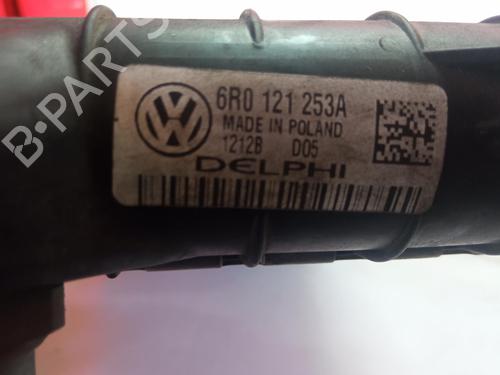 B-PARTS
6R0 121 253A
MADE IN POLAND
1212B D05
DELPHI